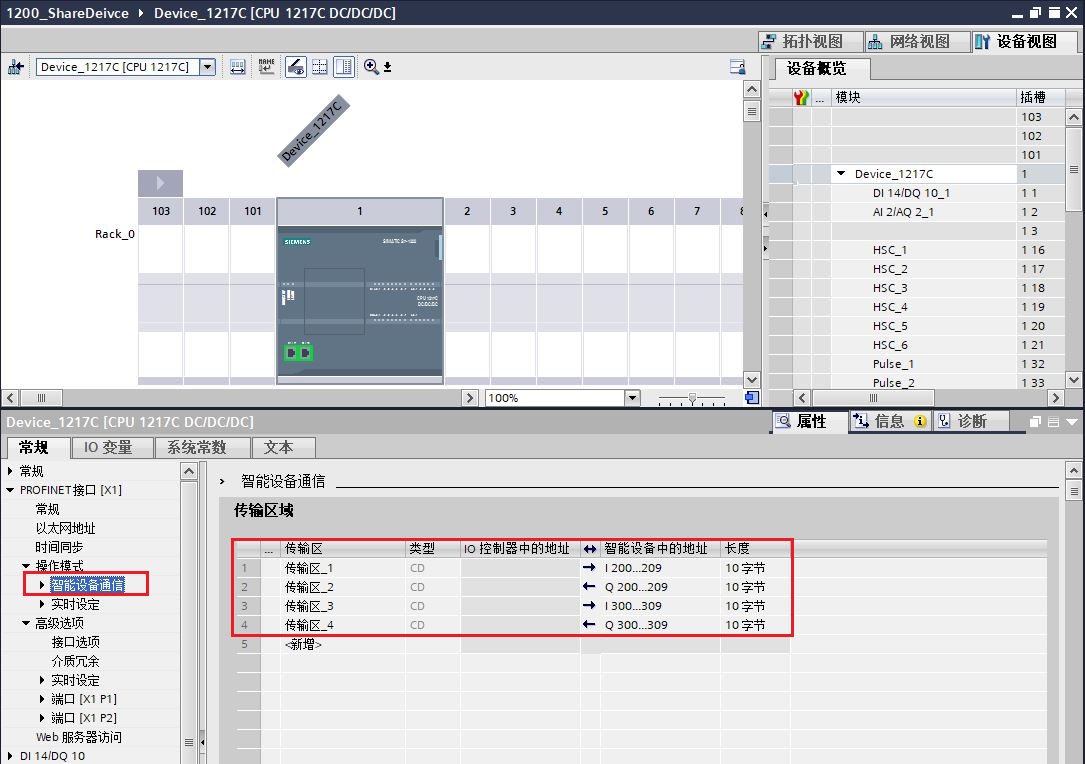 1200_ShareDeivce ▸ Device_1217C [CPU 1217C DC/DC/DC]
拓扑视图 网络视图 设备视图
Device_1217C [CPU 1217C]
设备概览
... 模块 插槽
103
102
101
Device_1217C 1
DI 14/DQ 10_1 1 1
AI 2/AQ 2_1 1 2
1 3
HSC_1 1 16
HSC_2 1 17
HSC_3 1 18
HSC_4 1 19
HSC_5 1 20
HSC_6 1 21
Pulse_1 1 32
Pulse_2 1 33
Device_1217C
103 102 101 1 2 3 4 5 6 7 8
Rack_0
SIEMENS SIMATIC S7-1200
CPU 1217C
DC/DC/DC
100%
Device_1217C [CPU 1217C DC/DC/DC]
属性 信息 诊断
常规 IO 变量 系统常数 文本
常规
PROFINET接口 [X1]
常规
以太网地址
时间同步
操作模式
智能设备通信
实时设定
高级选项
接口选项
介质冗余
实时设定
端口 [X1 P1]
端口 [X1 P2]
Web 服务器访问
DI 14/DQ 10
智能设备通信
传输区域
... 传输区 类型 IO 控制器中的地址 ↔ 智能设备中的地址 长度
1 传输区_1 CD → I 200...209 10 字节
2 传输区_2 CD ← Q 200...209 10 字节
3 传输区_3 CD → I 300...309 10 字节
4 传输区_4 CD ← Q 300...309 10 字节
5 <新增>